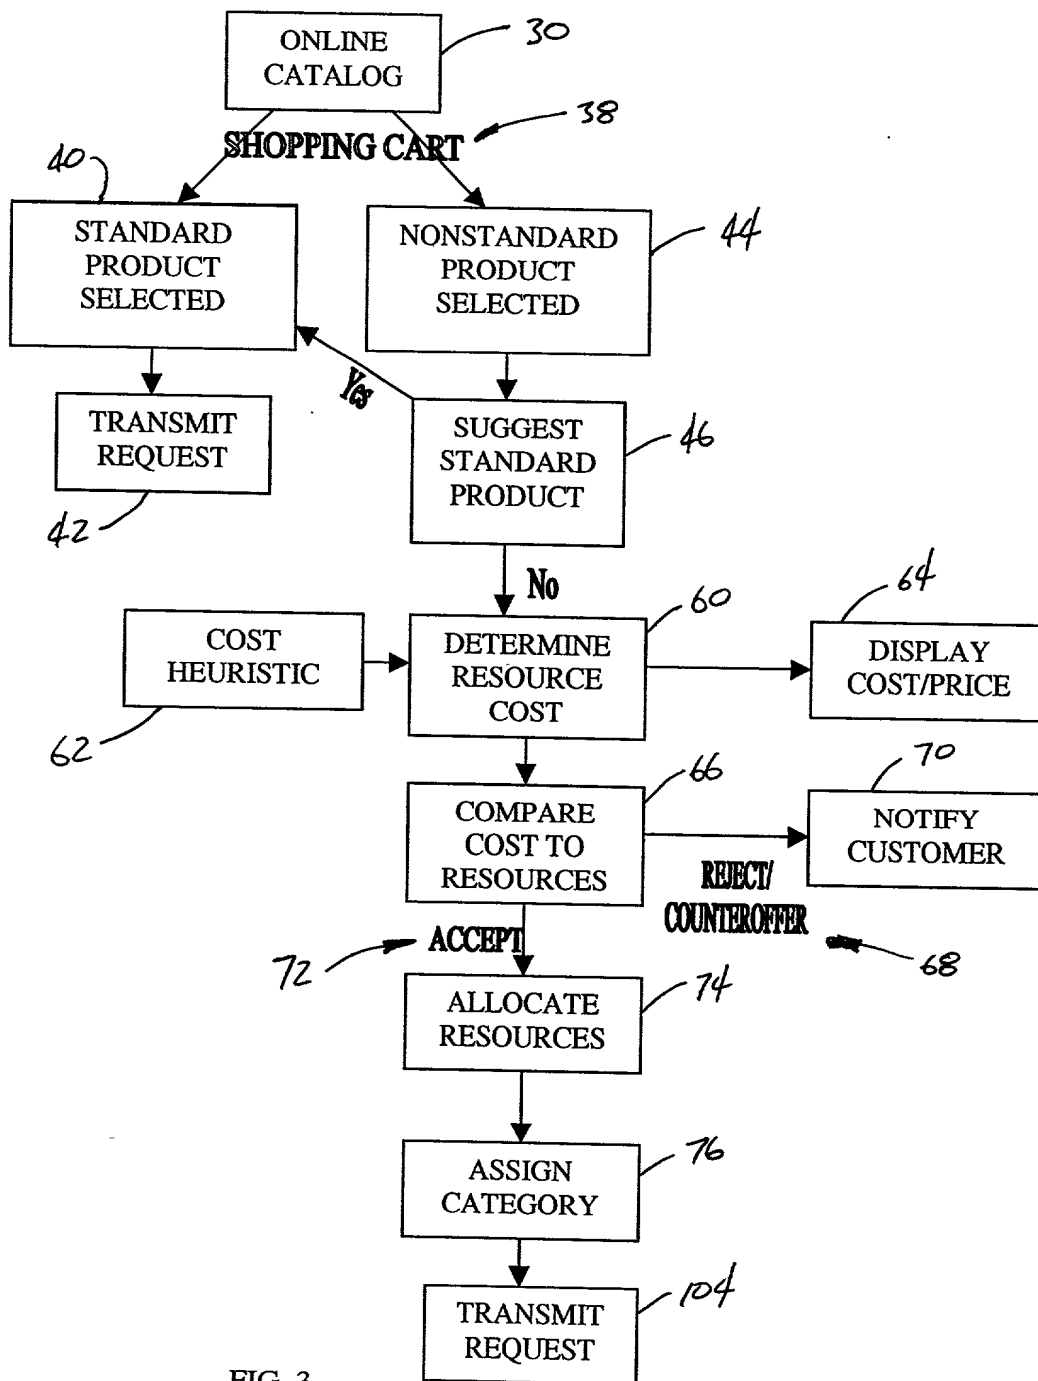 ONLINE
CATALOG
30
SHOPPING CART
38
40
STANDARD
PRODUCT
SELECTED
NONSTANDARD
PRODUCT
SELECTED
44
Yes
TRANSMIT
REQUEST
42
SUGGEST
STANDARD
PRODUCT
46
No
COST
HEURISTIC
62
DETERMINE
RESOURCE
COST
60
64
DISPLAY
COST/PRICE
COMPARE
COST TO
RESOURCES
66
70
NOTIFY
CUSTOMER
REJECT/
COUNTEROFFER
68
72
ACCEPT
ALLOCATE
RESOURCES
74
ASSIGN
CATEGORY
76
TRANSMIT
REQUEST
104